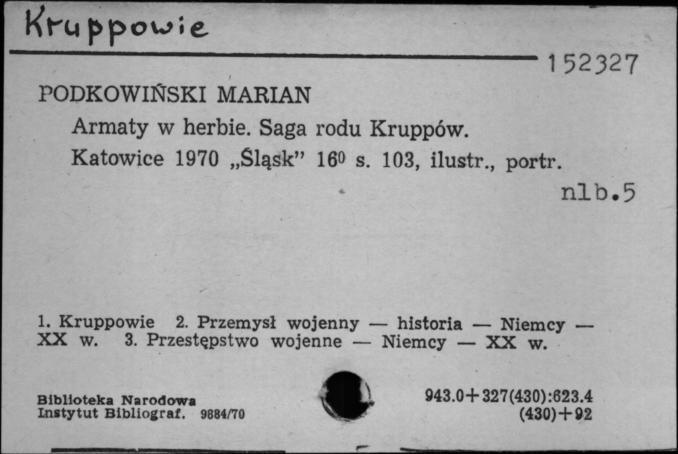 Kruppowie
152327
PODKOWIŃSKI MARIAN
Armaty w herbie. Saga rodu Kruppów.
Katowice 1970 „Śląsk” 16⁰ s. 103, ilustr., portr.
nlb.5
1. Kruppowie 2. Przemysł wojenny — historia — Niemcy —
XX w. 3. Przestępstwo wojenne — Niemcy — XX w.
Biblioteka Narodowa
Instytut Bibliograf. 9884/70
943.0+327(430):623.4
(430)+92